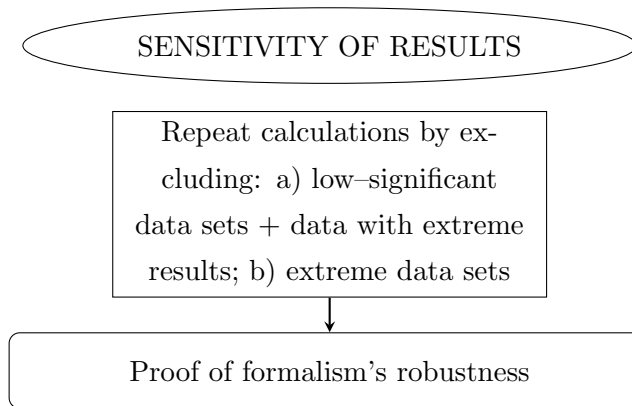 SENSITIVITY OF RESULTS
Repeat calculations by ex-
cluding: a) low–significant
data sets + data with extreme
results; b) extreme data sets
Proof of formalism’s robustness